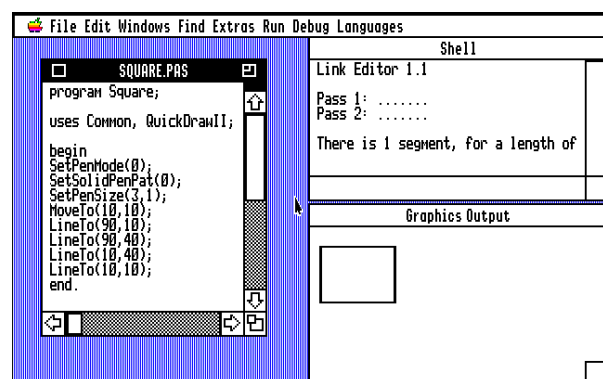 File Edit Windows Find Extras Run Debug Languages
SQUARE.PAS
program Square;
uses Common, QuickDrawII;
begin
SetPenMode(0);
SetSolidPenPat(0);
SetPenSize(3,1);
MoveTo(10,10);
LineTo(90,10);
LineTo(90,40);
LineTo(10,40);
LineTo(10,10);
end.
Shell
Link Editor 1.1
Pass 1: .......
Pass 2: .......
There is 1 segment, for a length of
Graphics Output